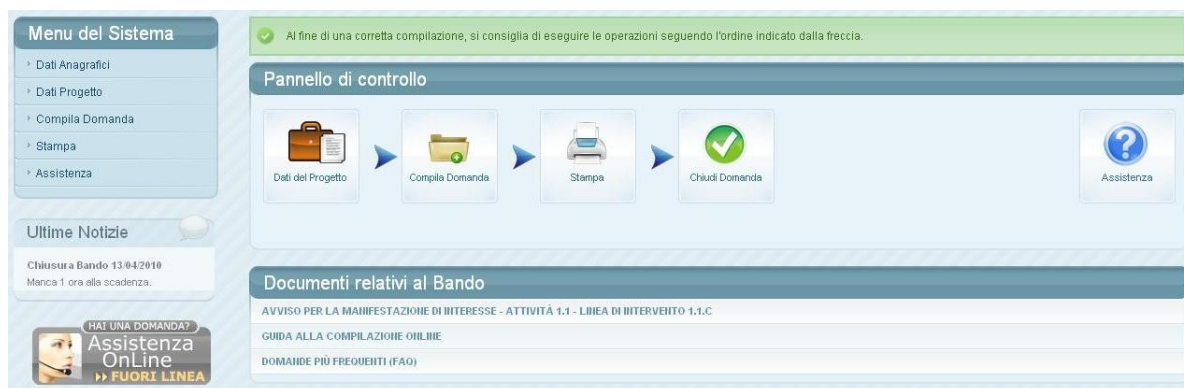 Menu del Sistema
Dati Anagrafici
Dati Progetto
Compila Domanda
Stampa
Assistenza
Ultime Notizie
Chiusura Bando 13/04/2010
Manca 1 ora alla scadenza.
HAI UNA DOMANDA?
Assistenza
OnLine
FUORI LINEA
Al fine di una corretta compilazione, si consiglia di eseguire le operazioni seguendo l'ordine indicato dalla freccia.
Pannello di controllo
Dati del Progetto
Compila Domanda
Stampa
Chiudi Domanda
Assistenza
Documenti relativi al Bando
AVVISO PER LA MANIFESTAZIONE DI INTERESSE - ATTIVITÁ 1.1 - LINEA DI INTERVENTO 1.1.C
GUIDA ALLA COMPILAZIONE ONLINE
DOMANDE PIÙ FREQUENTI (FAQ)